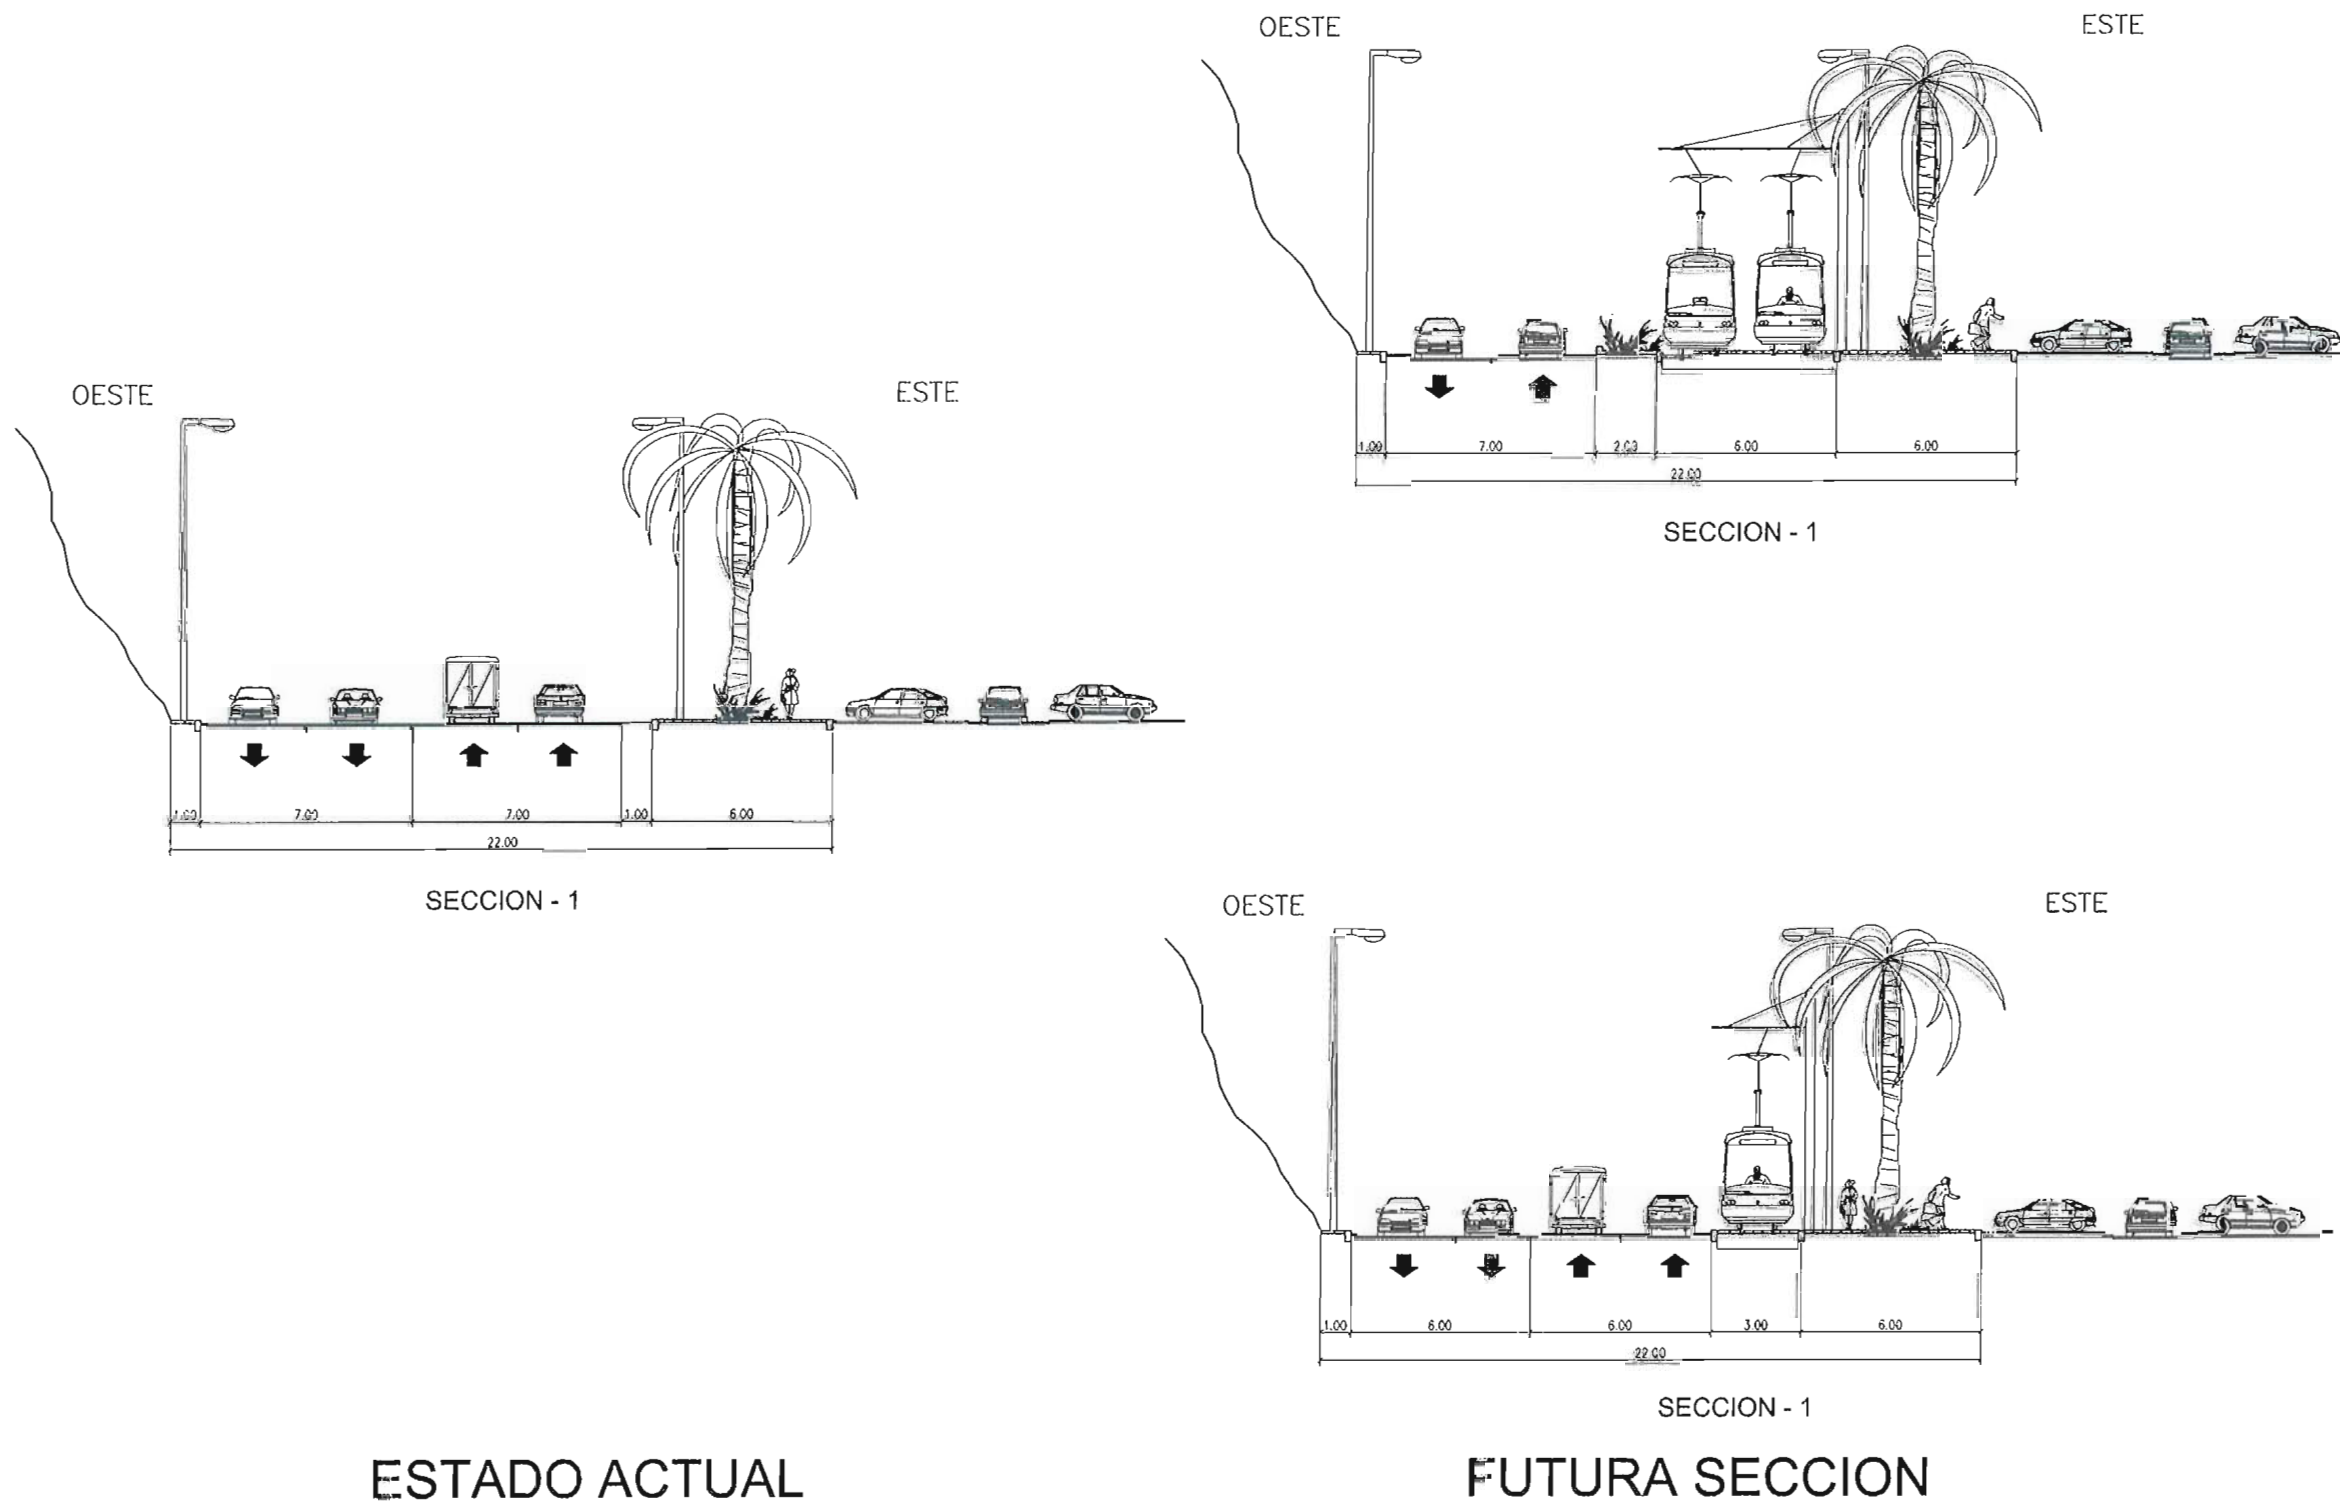 OESTE ESTE
1.00 7.00 2.00 6.00 6.00
22.00
SECCION - 1
OESTE ESTE
1.00 7.00 7.00 1.00 6.00
22.00
SECCION - 1
OESTE ESTE
1.00 6.00 6.00 3.00 6.00
22.00
SECCION - 1
ESTADO ACTUAL
FUTURA SECCION